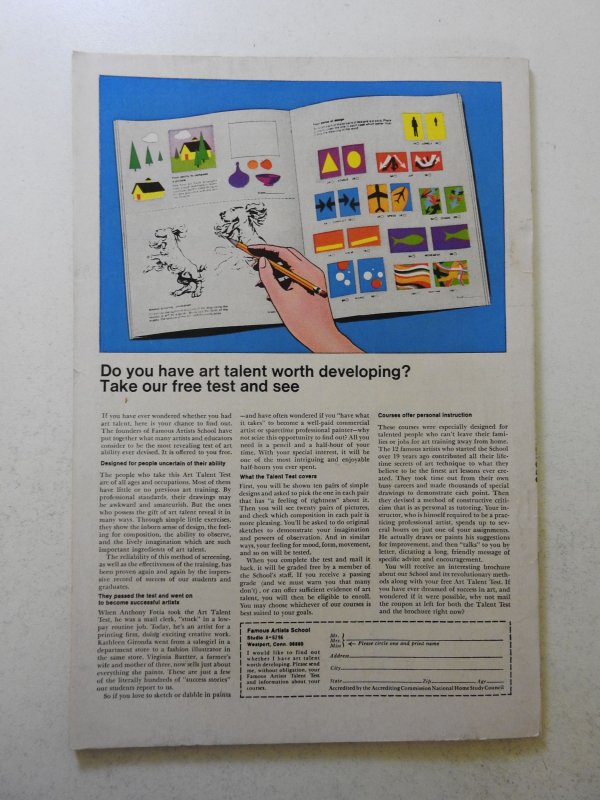 Do you have art talent worth developing?
Take our free test and see
If you have ever wondered whether you had
art talent, here is your chance to find out.
The founders of Famous Artists School have
put together what many artists and educators
consider to be the most revealing test of art
ability ever devised. It is offered to you free.
Designed for people uncertain of their ability
The people who take this Art Talent Test
are of all ages and occupations. Most of them
have little or no previous art training. By
professional standards, their drawings may
be awkward and amateurish. But the ones
who possess the gift of art talent reveal it in
many ways. Through simple little exercises,
they show the inborn sense of design, the feel-
ing for composition, the ability to observe,
and the lively imagination which are such
important ingredients of art talent.
The reliability of this method of screening,
as well as the effectiveness of the training, has
been proven again and again by the impres-
sive record of success of our students and
graduates.
They passed the test and went on
to become successful artists
When Anthony Fotia took the Art Talent
Test, he was a mail clerk, "stuck" in a low-
pay routine job. Today, he's an artist for a
printing firm, doing exciting creative work.
Kathleen Gironda went from a salesgirl in a
department store to a fashion illustrator in
the same store. Virginia Bartter, a farmer's
wife and mother of three, now sells just about
everything she paints. These are just a few
of the literally hundreds of "success stories"
our students report to us.
So if you love to sketch or dabble in paints
—and have often wondered if you "have what
it takes" to become a well-paid commercial
artist or sparetime professional painter—why
not seize this opportunity to find out? All you
need is a pencil and a half-hour of your
time. With your special interest, it will be
one of the most intriguing and enjoyable
half-hours you ever spent.
What the Talent Test covers
First, you will be shown ten pairs of simple
designs and asked to pick the one in each pair
that has "a feeling of rightness" about it.
Then you will see twenty pairs of pictures,
and check which composition in each pair is
more pleasing. You'll be asked to do original
sketches to demonstrate your imagination
and powers of observation. And in similar
ways, your feeling for mood, form, movement,
and so on will be tested.
When you complete the test and mail it
back, it will be graded free by a member of
the School's staff. If you receive a passing
grade (and we must warn you that many
don't), or can offer sufficient evidence of art
talent, you will then be eligible to enroll.
You may choose whichever of our courses is
best suited to your goals.
Courses offer personal instruction
These courses were especially designed for
talented people who can't leave their fami-
lies or jobs for art training away from home.
The 12 famous artists who started the School
over 19 years ago contributed all their life-
time secrets of art technique to what they
believe to be the finest art lessons ever cre-
ated. They took time out from their own
busy careers and made thousands of special
drawings to demonstrate each point. Then
they devised a method of constructive criti-
cism that is as personal as tutoring. Your in-
structor, who is himself required to be a prac-
ticing professional artist, spends up to sev-
eral hours on just one of your assignments.
He actually draws or paints his suggestions
for improvement, and then "talks" to you by
letter, dictating a long, friendly message of
specific advice and encouragement.
You will receive an interesting brochure
about our School and its revolutionary meth-
ods along with your free Art Talent Test. If
you have ever dreamed of success in art, and
wondered if it were possible, why not mail
the coupon at left for both the Talent Test
and the brochure right now?
Famous Artists School
Westport, Conn. 06880
I would like to find out
whether I have art talent
worth developing. Please send
me, without obligation, your
Famous Artists Talent Test
and information about your
courses.
Mr.
Mrs.
Miss
Please circle one and print name
Address
City
State Zip Age
Accredited by the Accrediting Commission National Home Study Council